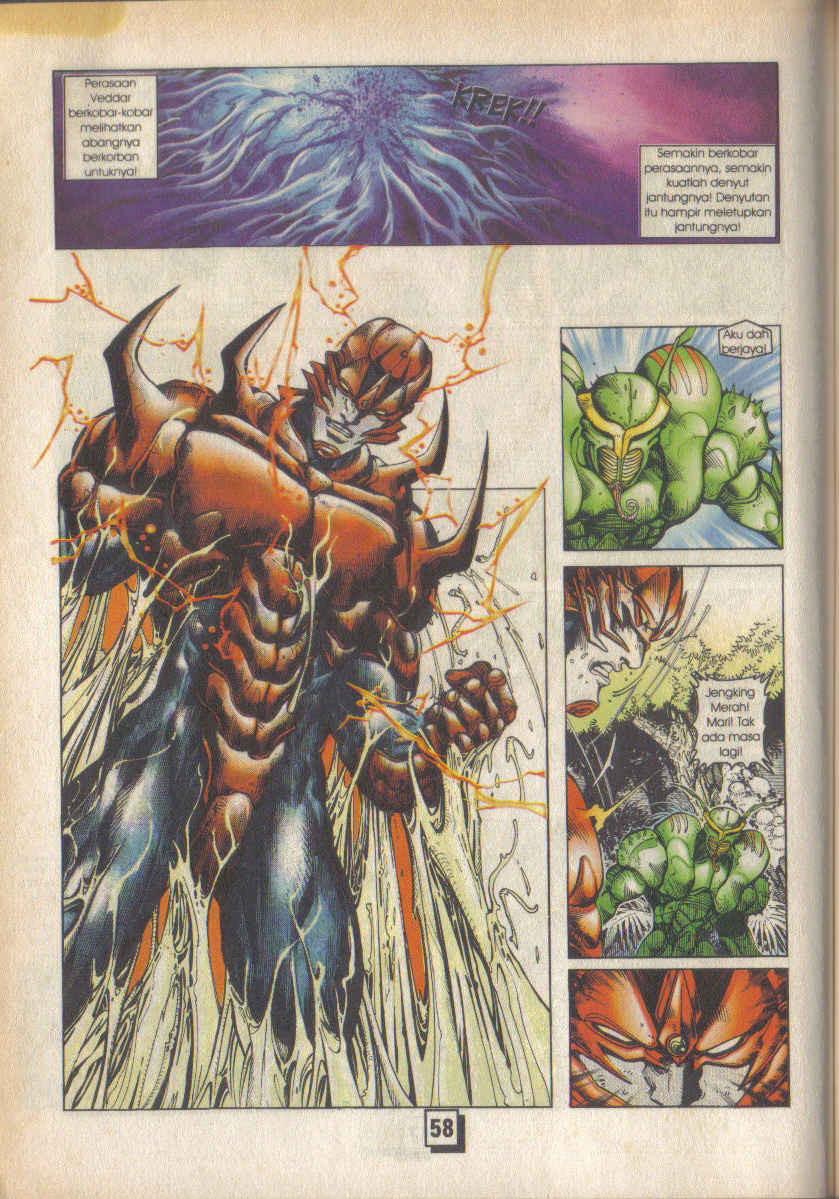 Perasaan
Veddar
berkobar-kobar
melihatkan
abangnya
berkorban
untuknya!
KREK!!
Semakin berkobar
perasaannya, semakin
kuatlah denyut
jantungnya! Denyutan
itu hampir meletupkan
jantungnya!
Aku dah
berjaya!
Jengking
Merah!
Mari! Tak
ada masa
lagi!
58